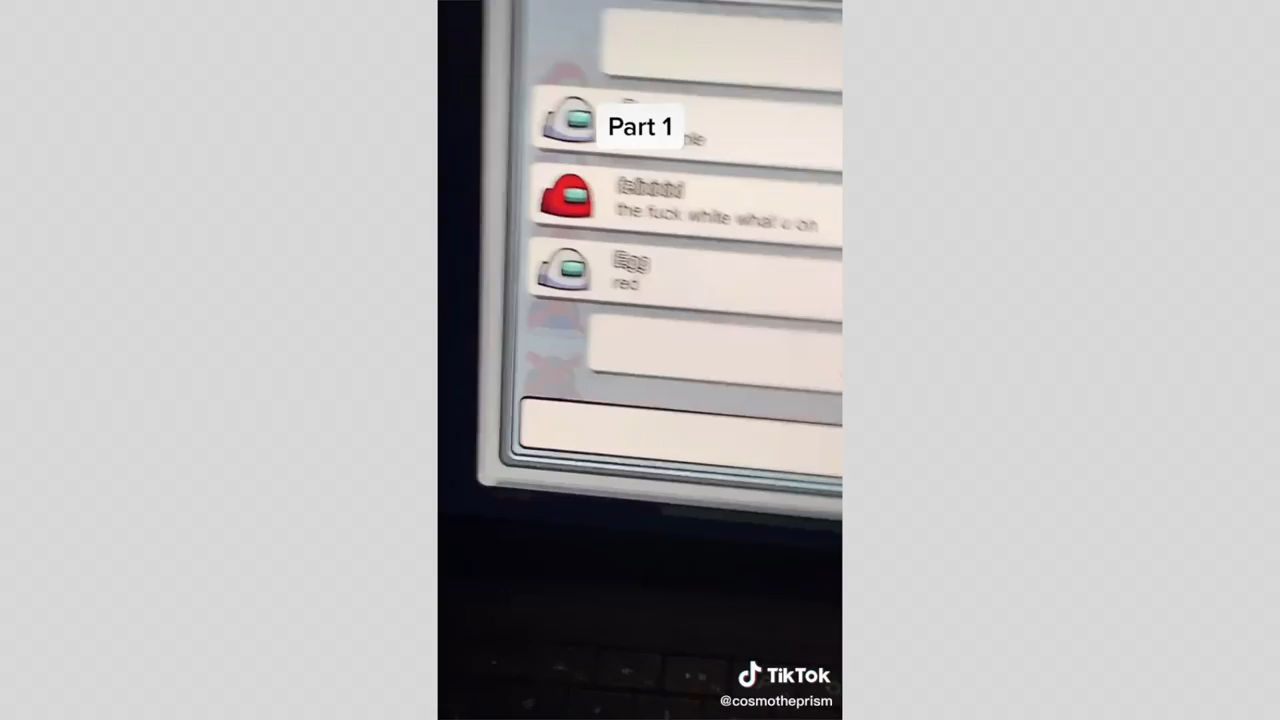 Part 1
the fuck white what u on
Egg
red
TikTok
@cosmotheprism